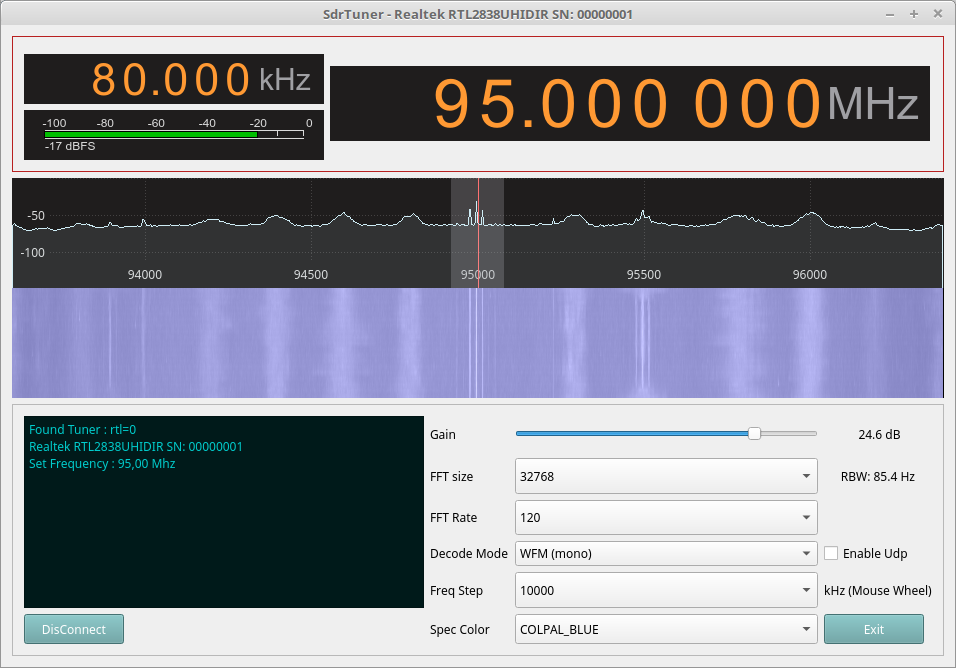 SdrTuner - Realtek RTL2838UHIDIR SN: 00000001
80.000 kHz
95.000 000 MHz
-100 -80 -60 -40 -20 0
-17 dBFS
-50
-100
94000 94500 95000 95500 96000
Found Tuner : rtl=0
Realtek RTL2838UHIDIR SN: 00000001
Set Frequency : 95,00 Mhz
Gain 24.6 dB
FFT size 32768 RBW: 85.4 Hz
FFT Rate 120
Decode Mode WFM (mono) Enable Udp
Freq Step 10000 kHz (Mouse Wheel)
DisConnect Spec Color COLPAL_BLUE Exit